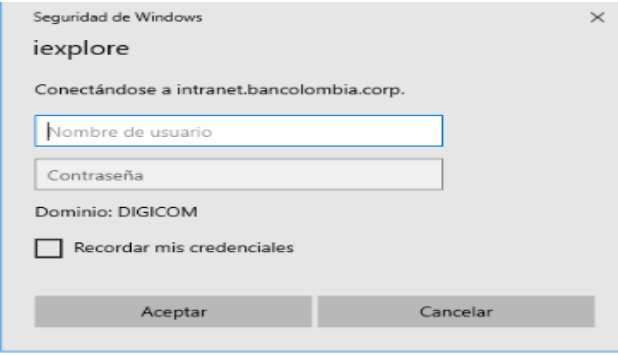 Seguridad de Windows
iexplore
Conectándose a intranet.bancolombia.corp.
Nombre de usuario
Contraseña
Dominio: DIGICOM
Recordar mis credenciales
Aceptar
Cancelar